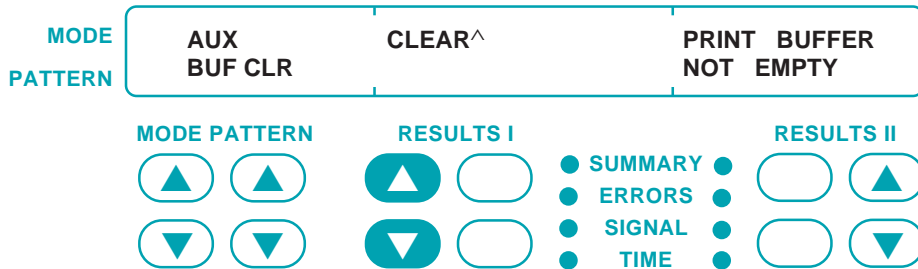 MODE AUX CLEAR^ PRINT BUFFER
PATTERN BUF CLR NOT EMPTY
MODE PATTERN RESULTS I RESULTS II
SUMMARY
ERRORS
SIGNAL
TIME